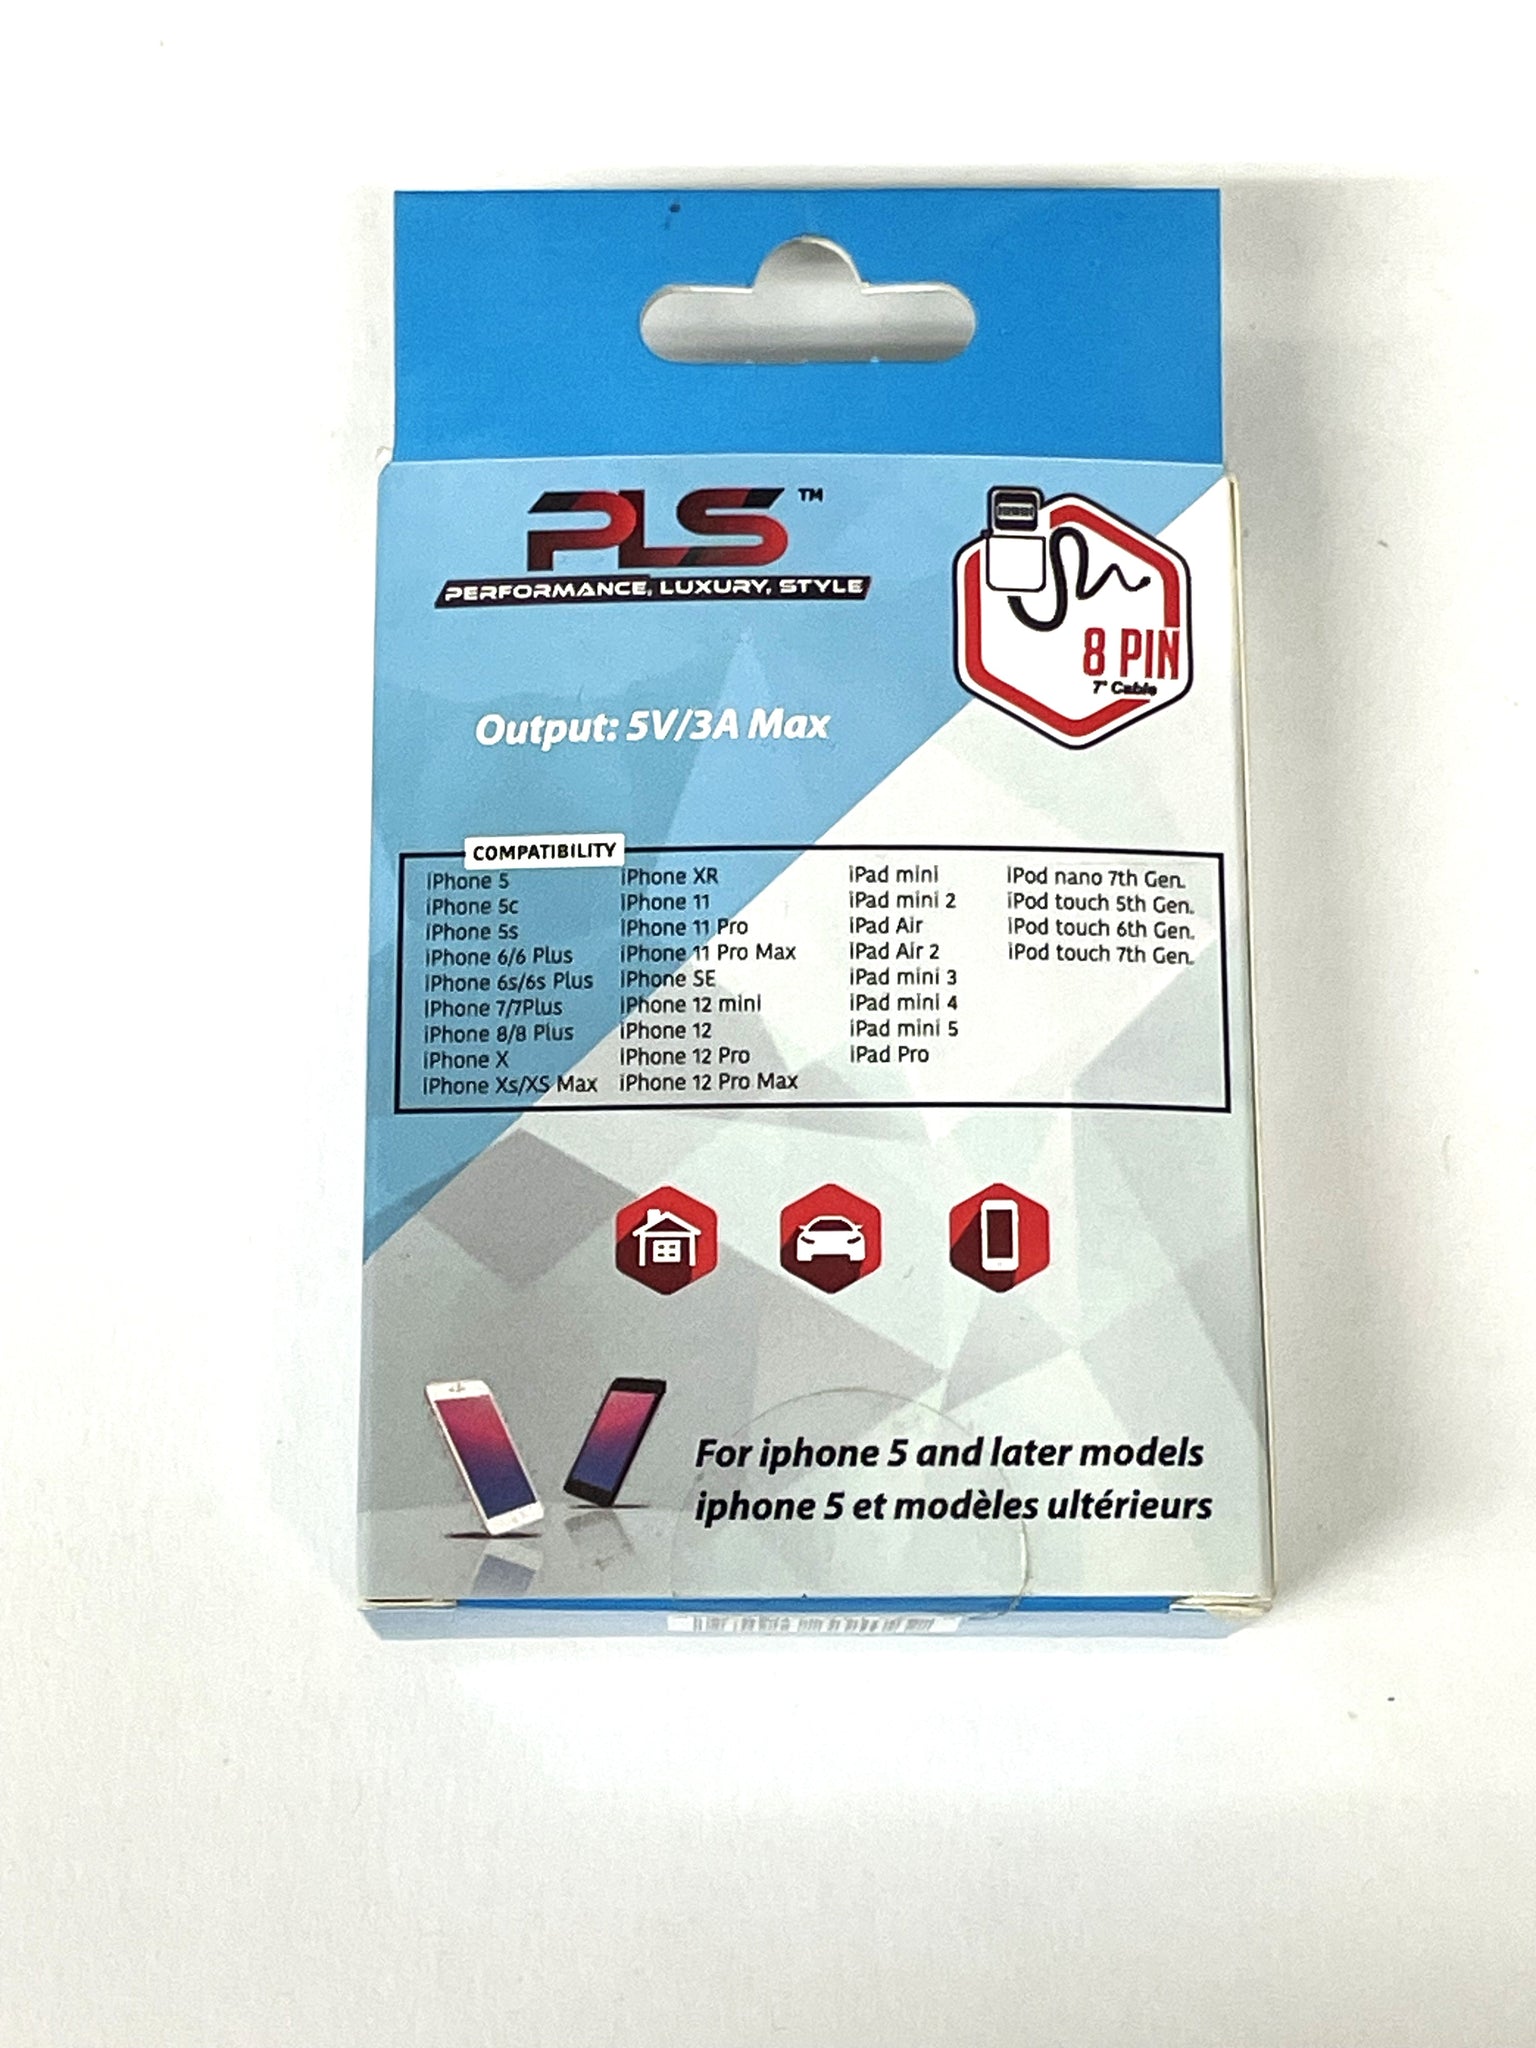 PLS™
PERFORMANCE, LUXURY, STYLE
8 PIN
7" Cable
Output: 5V/3A Max
COMPATIBILITY
iPhone 5
iPhone 5c
iPhone 5s
iPhone 6/6 Plus
iPhone 6s/6s Plus
iPhone 7/7Plus
iPhone 8/8 Plus
iPhone X
iPhone Xs/XS Max
iPhone XR
iPhone 11
iPhone 11 Pro
iPhone 11 Pro Max
iPhone SE
iPhone 12 mini
iPhone 12
iPhone 12 Pro
iPhone 12 Pro Max
iPad mini
iPad mini 2
iPad Air
iPad Air 2
iPad mini 3
iPad mini 4
iPad mini 5
iPad Pro
iPod nano 7th Gen.
iPod touch 5th Gen.
iPod touch 6th Gen.
iPod touch 7th Gen.
For iphone 5 and later models
iphone 5 et modèles ultérieurs